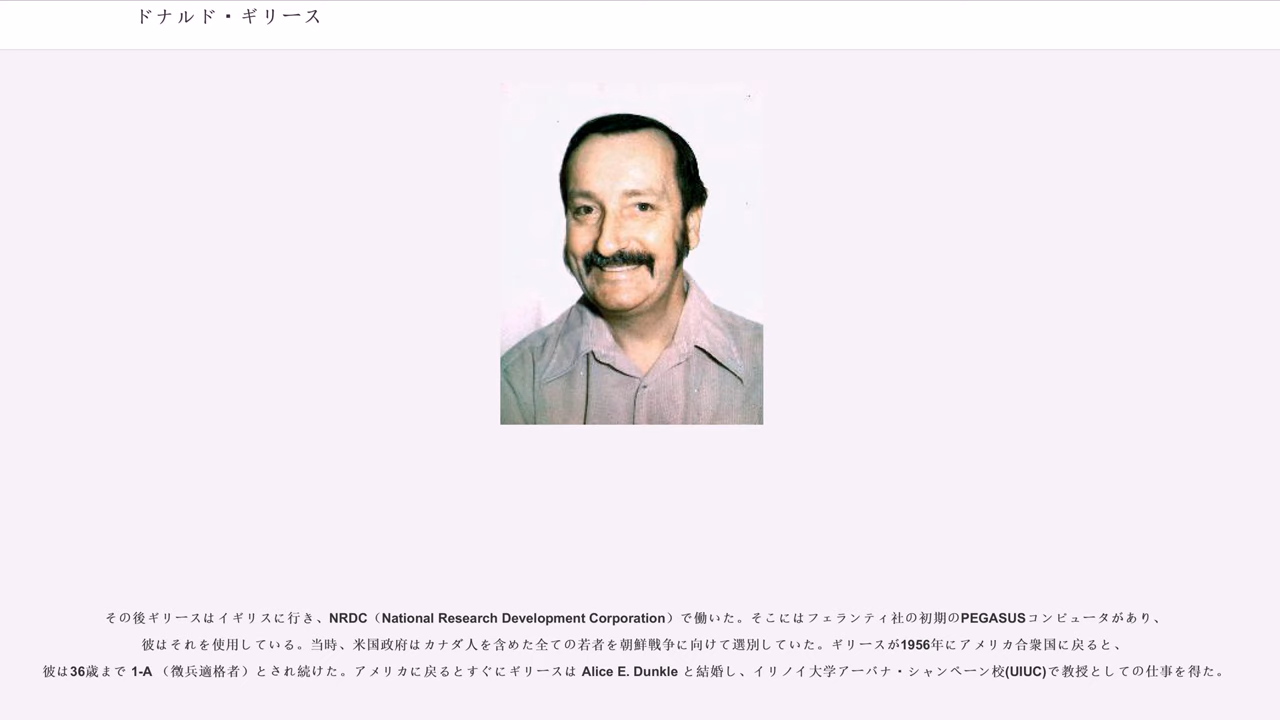 ドナルド・ギリース
その後ギリースはイギリスに行き、NRDC（National Research Development Corporation）で働いた。そこにはフェランティ社の初期のPEGASUSコンピュータがあり、
彼はそれを使用している。当時、米国政府はカナダ人を含めた全ての若者を朝鮮戦争に向けて選別していた。ギリースが1956年にアメリカ合衆国に戻ると、
彼は36歳まで 1-A （徴兵適格者）とされ続けた。アメリカに戻るとすぐにギリースは Alice E. Dunkle と結婚し、イリノイ大学アーバナ・シャンペーン校(UIUC)で教授としての仕事を得た。